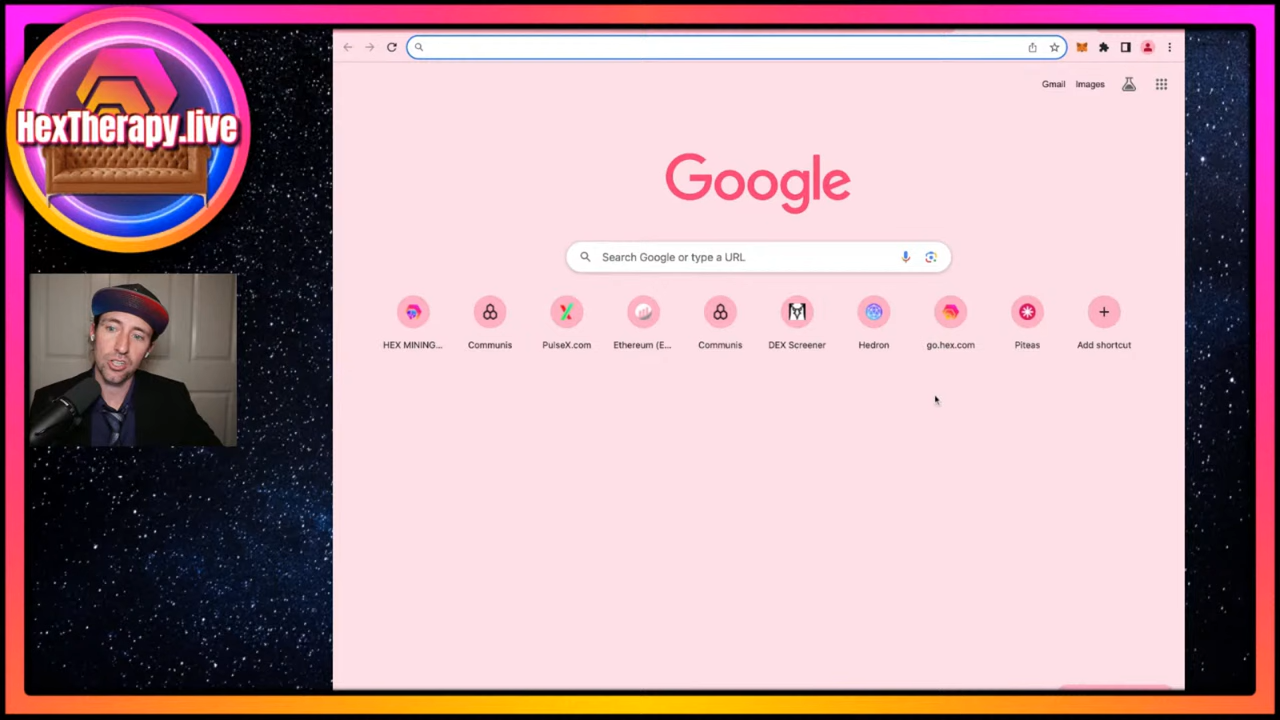 HexTherapy.live
Gmail
Images
Google
Search Google or type a URL
HEX MINING...
Communis
PulseX.com
Ethereum (E...
Communis
DEX Screener
Hedron
go.hex.com
Piteas
Add shortcut